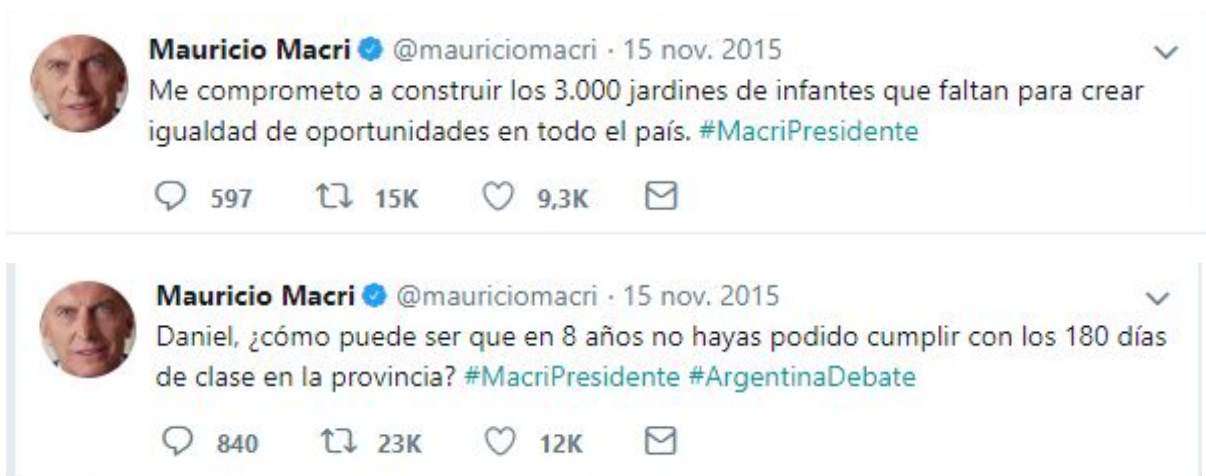 Mauricio Macri @mauriciomacri · 15 nov. 2015
Me comprometo a construir los 3.000 jardines de infantes que faltan para crear
igualdad de oportunidades en todo el país. #MacriPresidente
597 15K 9,3K
Mauricio Macri @mauriciomacri · 15 nov. 2015
Daniel, ¿cómo puede ser que en 8 años no hayas podido cumplir con los 180 días
de clase en la provincia? #MacriPresidente #ArgentinaDebate
840 23K 12K